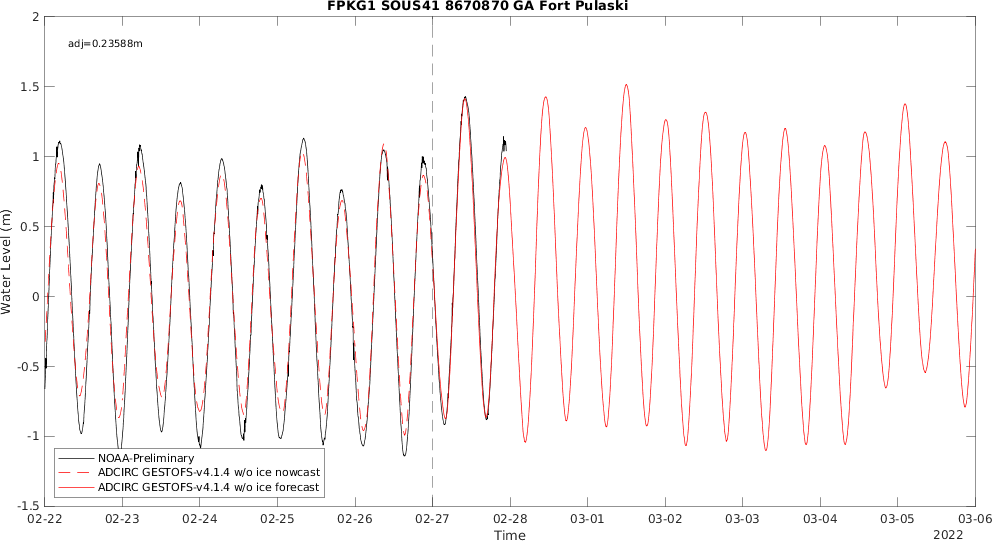 FPKG1 SOUS41 8670870 GA Fort Pulaski
adj=0.23588m
2
1.5
1
0.5
0
-0.5
-1
-1.5
Water Level (m)
NOAA-Preliminary
ADCIRC GESTOFS-v4.1.4 w/o ice nowcast
ADCIRC GESTOFS-v4.1.4 w/o ice forecast
02-22 02-23 02-24 02-25 02-26 02-27 02-28 03-01 03-02 03-03 03-04 03-05 03-06
Time
2022